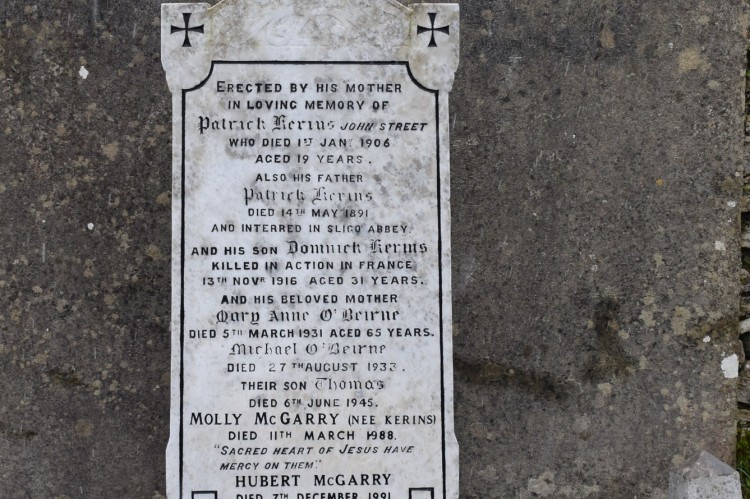 ERECTED BY HIS MOTHER
IN LOVING MEMORY OF
Patrick Kerins JOHN STREET
WHO DIED 1ST JANY 1906
AGED 19 YEARS.
ALSO HIS FATHER
Patrick Kerins
DIED 14TH MAY 1891
AND INTERRED IN SLIGO ABBEY.
AND HIS SON Dominick Kerins
KILLED IN ACTION IN FRANCE
13TH NOVR 1916 AGED 31 YEARS.
AND HIS BELOVED MOTHER
Mary Anne O'Beirne
DIED 5TH MARCH 1931 AGED 65 YEARS.
Michael O'Beirne
DIED 27TH AUGUST 1933.
THEIR SON Thomas
DIED 6TH JUNE 1945.
MOLLY McGARRY (NEE KERINS)
DIED 11TH MARCH 1988.
"SACRED HEART OF JESUS HAVE
MERCY ON THEM"
HUBERT McGARRY
DIED 7TH DECEMBER 1991